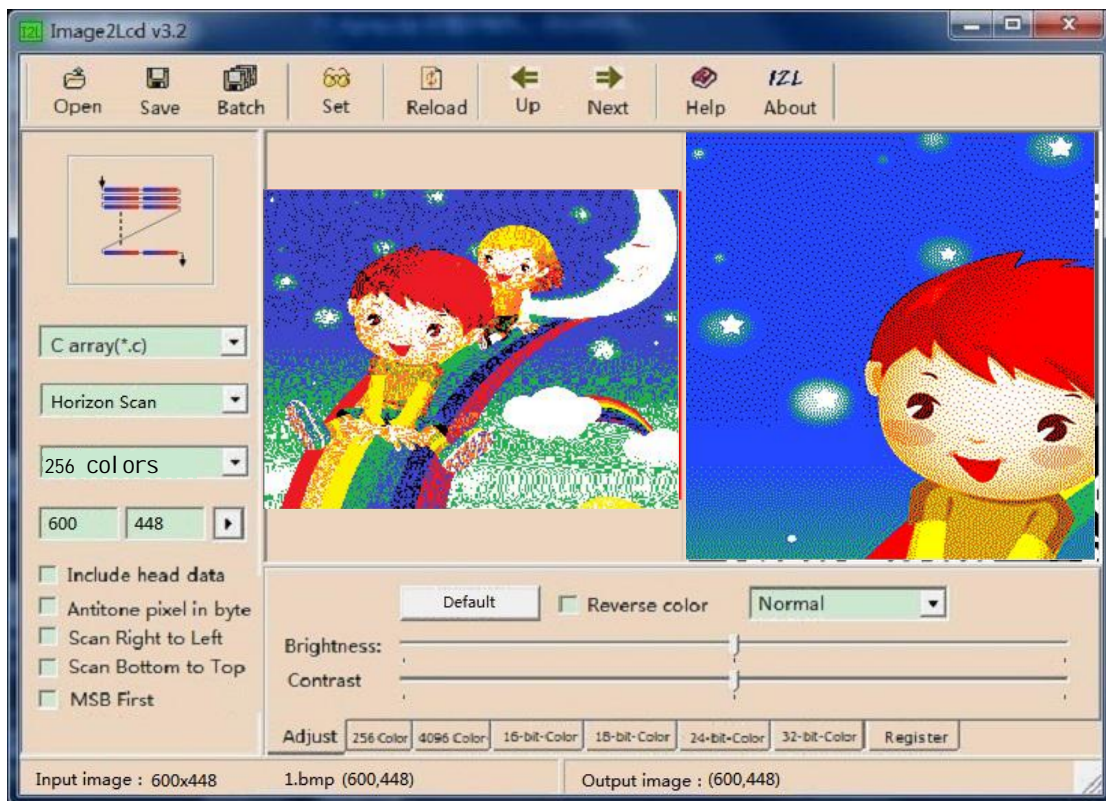 I2L Image2Lcd v3.2
Open Save Batch Set Reload Up Next Help I2L About
C array(*.c)
Horizon Scan
256 colors
600 448
Include head data
Antitone pixel in byte
Scan Right to Left
Scan Bottom to Top
MSB First
Default Reverse color Normal
Brightness:
Contrast
Adjust 256 Color 4096 Color 16-bit-Color 18-bit-Color 24-bit-Color 32-bit-Color Register
Input image : 600x448 1.bmp (600,448) Output image : (600,448)